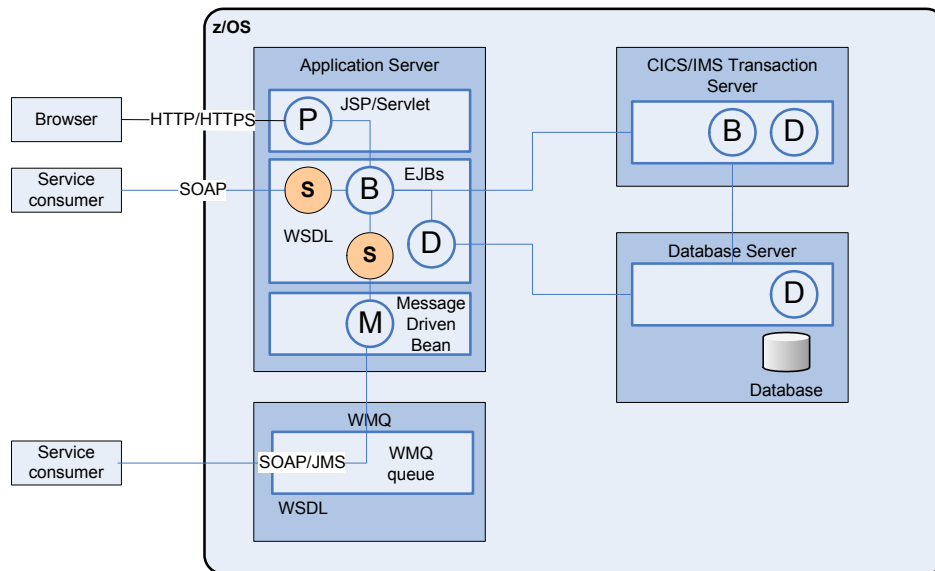 z/OS
Application Server
JSP/Servlet
P
Browser
HTTP/HTTPS
EJBs
Service
consumer
SOAP
S
B
WSDL
S
D
M
Message
Driven
Bean
WMQ
Service
consumer
SOAP/JMS
WMQ
queue
WSDL
CICS/IMS Transaction
Server
B
D
Database Server
D
Database